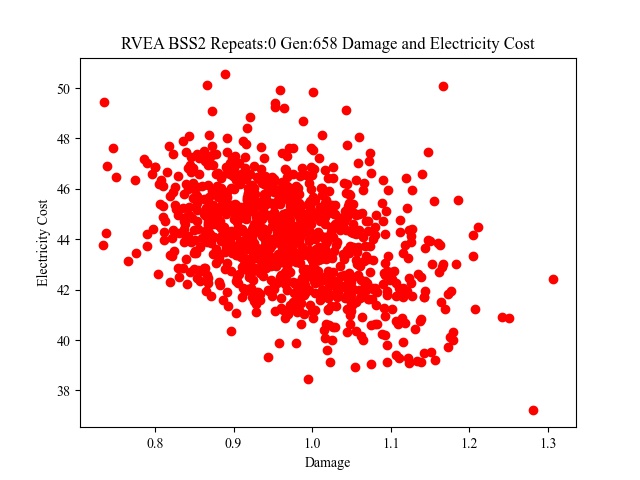 RVEA BSS2 Repeats:0 Gen:658 Damage and Electricity Cost
50
48
46
44
42
40
38
Electricity Cost
0.8 0.9 1.0 1.1 1.2 1.3
Damage